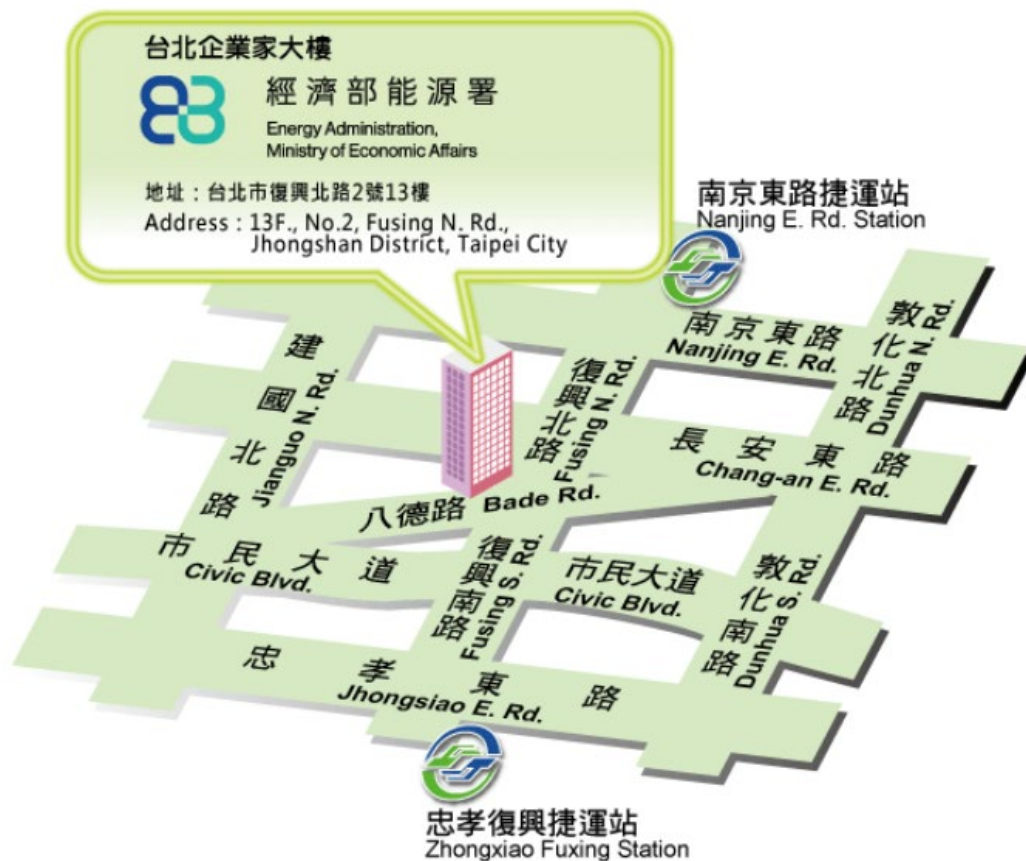 台北企業家大樓
經濟部能源署
Energy Administration,
Ministry of Economic Affairs
地址：台北市復興北路2號13樓
Address : 13F., No.2, Fusing N. Rd.,
Jhongshan District, Taipei City
南京東路捷運站
Nanjing E. Rd. Station
南京東路
Nanjing E. Rd.
敦化北路
Dunhua N. Rd.
建國北路
Jianguo N. Rd.
復興北路
Fusing N. Rd.
長安東路
Chang-an E. Rd.
八德路 Bade Rd.
市民大道
Civic Blvd.
復興南路
Fusing S. Rd.
市民大道
Civic Blvd.
敦化南路
Dunhua S. Rd.
忠孝東路
Jhongsiao E. Rd.
忠孝復興捷運站
Zhongxiao Fuxing Station